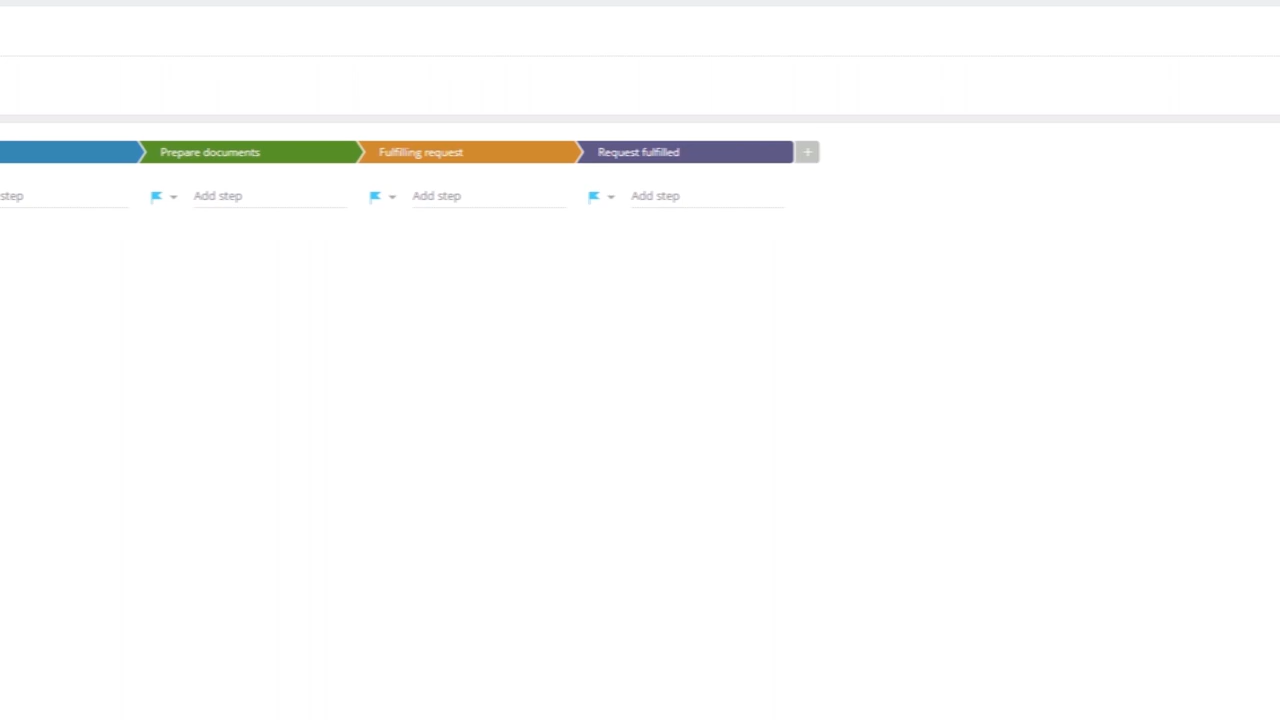 Prepare documents
Fulfilling request
Request fulfilled
+
step
Add step
Add step
Add step